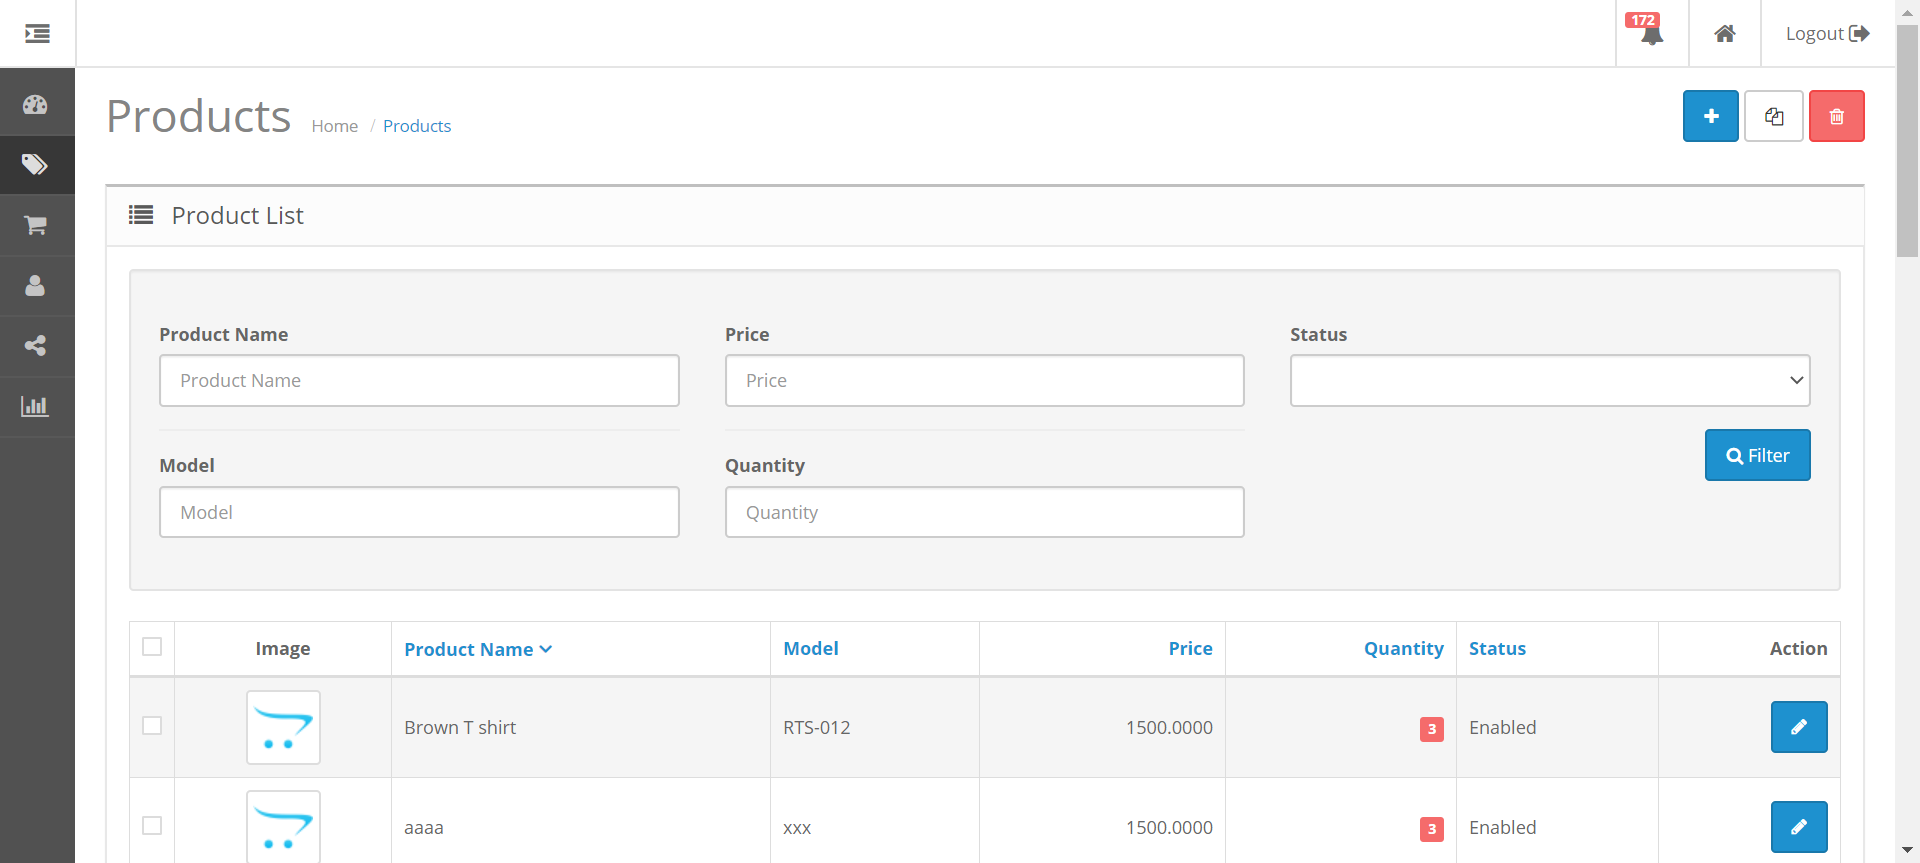 172
Logout
Products
Home / Products
Product List
Product Name
Price
Status
Product Name
Price
Filter
Model
Quantity
Model
Quantity
Image
Product Name
Model
Price
Quantity
Status
Action
Brown T shirt
RTS-012
1500.0000
3
Enabled
aaaa
xxx
1500.0000
3
Enabled